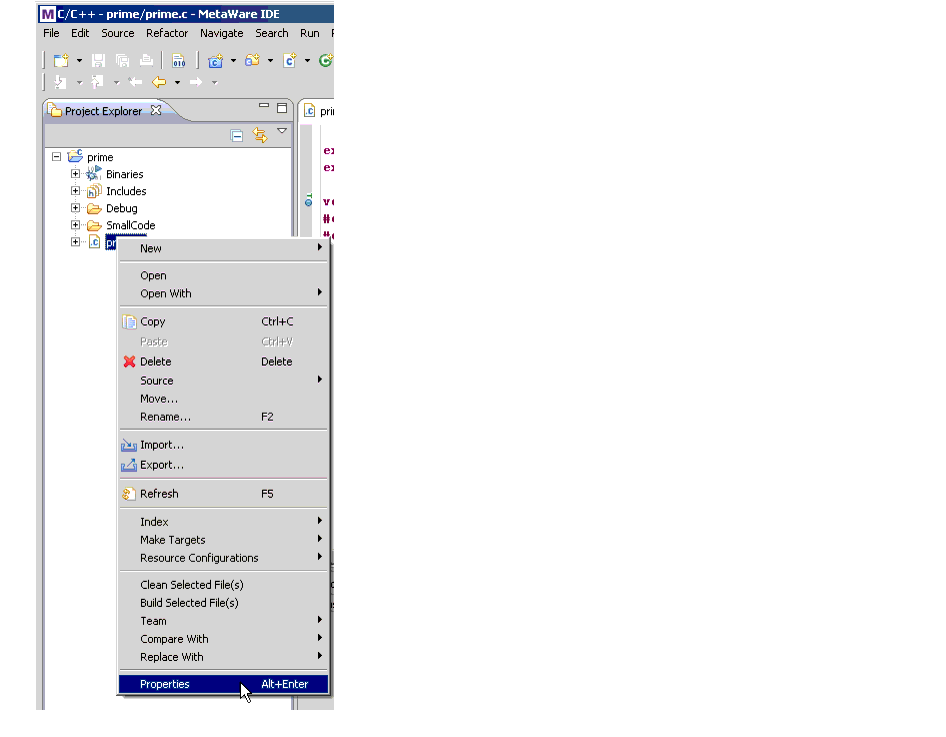 C/C++ - prime/prime.c - MetaWare IDE
File Edit Source Refactor Navigate Search Run
010
Project Explorer
prime
Binaries
Includes
Debug
SmallCode
New
Open
Open With
Copy Ctrl+C
Paste Ctrl+V
Delete Delete
Source
Move...
Rename... F2
Import...
Export...
Refresh F5
Index
Make Targets
Resource Configurations
Clean Selected File(s)
Build Selected File(s)
Team
Compare With
Replace With
Properties Alt+Enter